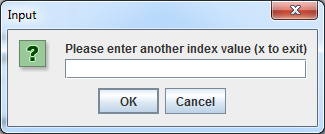 Input
Please enter another index value (x to exit)
OK
Cancel